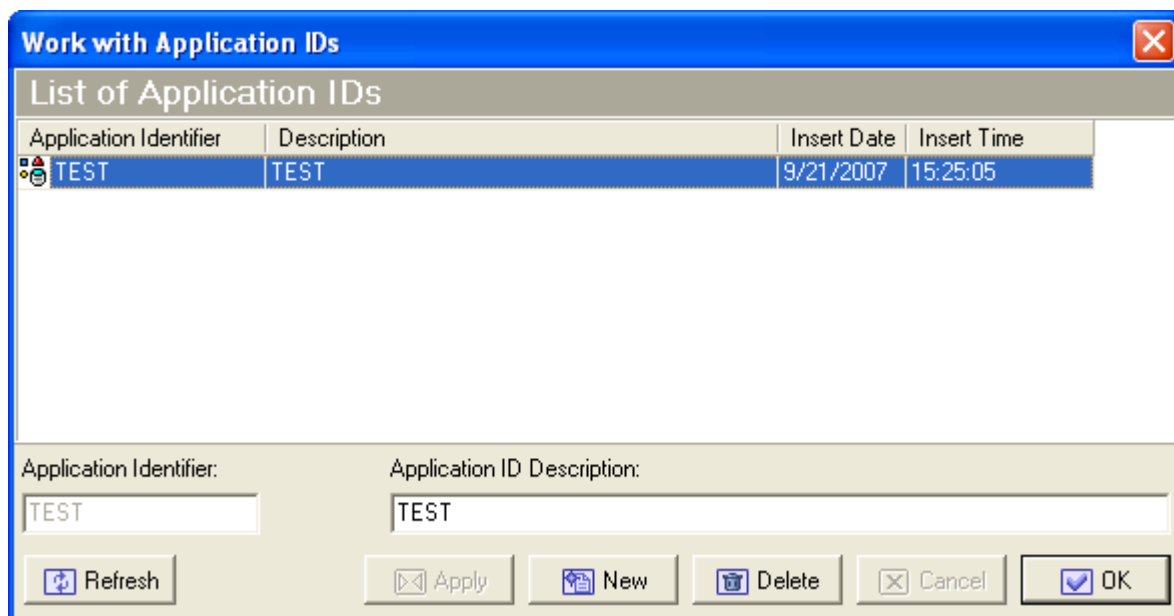 Work with Application IDs
List of Application IDs
Application Identifier Description Insert Date Insert Time
TEST TEST 9/21/2007 15:25:05
Application Identifier: Application ID Description:
TEST TEST
Refresh Apply New Delete Cancel OK